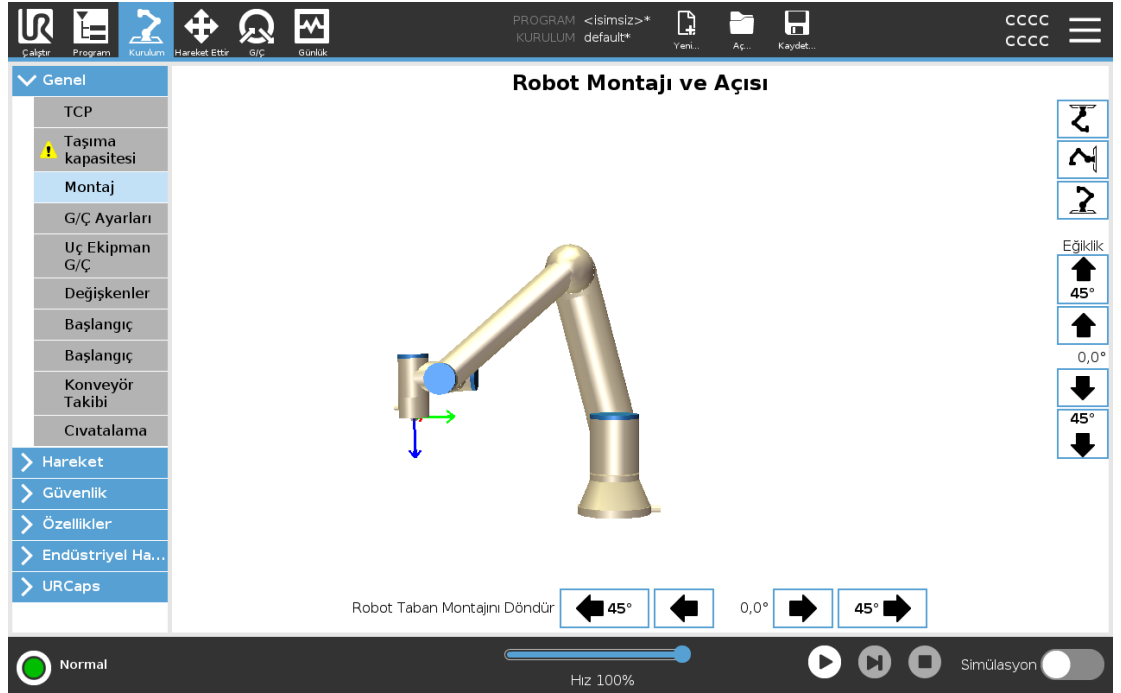 PROGRAM <isimsiz>*
KURULUM default*
CCCC
CCCC
Çalıştır
Program
Kurulum
Hareket Ettir
G/Ç
Günlük
Yeni...
Aç...
Kaydet...
Genel
TCP
Taşıma
kapasitesi
Montaj
G/Ç Ayarları
Uç Ekipman
G/Ç
Değişkenler
Başlangıç
Başlangıç
Konveyör
Takibi
Cıvatalama
Hareket
Güvenlik
Özellikler
Endüstriyel Ha...
URCaps
Robot Montajı ve Açısı
Eğiklik
45°
0,0°
45°
Robot Taban Montajını Döndür
45°
0,0°
45°
Normal
Hız 100%
Simülasyon